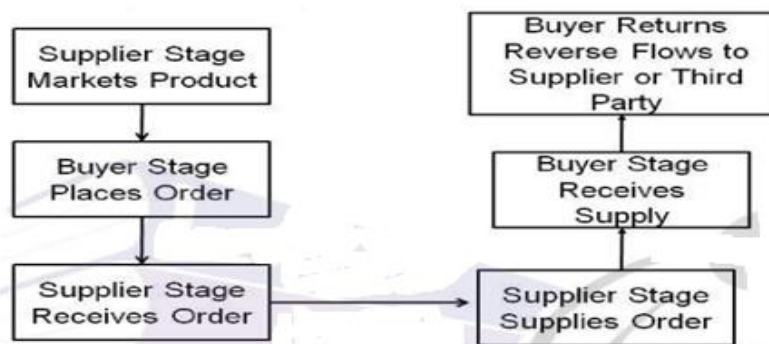 Supplier Stage
Markets Product
Buyer Stage
Places Order
Supplier Stage
Receives Order
Supplier Stage
Supplies Order
Buyer Stage
Receives
Supply
Buyer Returns
Reverse Flows to
Supplier or Third
Party